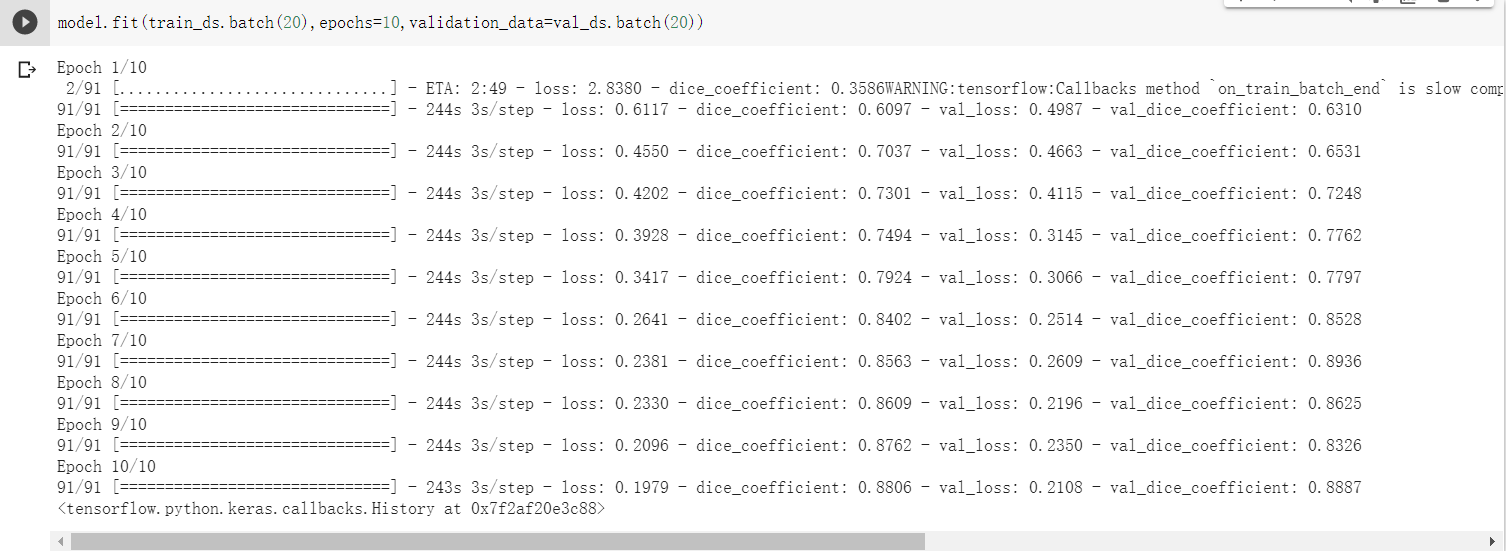 model.fit(train_ds.batch(20),epochs=10,validation_data=val_ds.batch(20))
Epoch 1/10
2/91 [..............................] - ETA: 2:49 - loss: 2.8380 - dice_coefficient: 0.3586WARNING:tensorflow:Callbacks method `on_train_batch_end` is slow comp
91/91 [==============================] - 244s 3s/step - loss: 0.6117 - dice_coefficient: 0.6097 - val_loss: 0.4987 - val_dice_coefficient: 0.6310
Epoch 2/10
91/91 [==============================] - 244s 3s/step - loss: 0.4550 - dice_coefficient: 0.7037 - val_loss: 0.4663 - val_dice_coefficient: 0.6531
Epoch 3/10
91/91 [==============================] - 244s 3s/step - loss: 0.4202 - dice_coefficient: 0.7301 - val_loss: 0.4115 - val_dice_coefficient: 0.7248
Epoch 4/10
91/91 [==============================] - 244s 3s/step - loss: 0.3928 - dice_coefficient: 0.7494 - val_loss: 0.3145 - val_dice_coefficient: 0.7762
Epoch 5/10
91/91 [==============================] - 244s 3s/step - loss: 0.3417 - dice_coefficient: 0.7924 - val_loss: 0.3066 - val_dice_coefficient: 0.7797
Epoch 6/10
91/91 [==============================] - 244s 3s/step - loss: 0.2641 - dice_coefficient: 0.8402 - val_loss: 0.2514 - val_dice_coefficient: 0.8528
Epoch 7/10
91/91 [==============================] - 244s 3s/step - loss: 0.2381 - dice_coefficient: 0.8563 - val_loss: 0.2609 - val_dice_coefficient: 0.8936
Epoch 8/10
91/91 [==============================] - 244s 3s/step - loss: 0.2330 - dice_coefficient: 0.8609 - val_loss: 0.2196 - val_dice_coefficient: 0.8625
Epoch 9/10
91/91 [==============================] - 244s 3s/step - loss: 0.2096 - dice_coefficient: 0.8762 - val_loss: 0.2350 - val_dice_coefficient: 0.8326
Epoch 10/10
91/91 [==============================] - 243s 3s/step - loss: 0.1979 - dice_coefficient: 0.8806 - val_loss: 0.2108 - val_dice_coefficient: 0.8887
<tensorflow.python.keras.callbacks.History at 0x7f2af20e3c88>